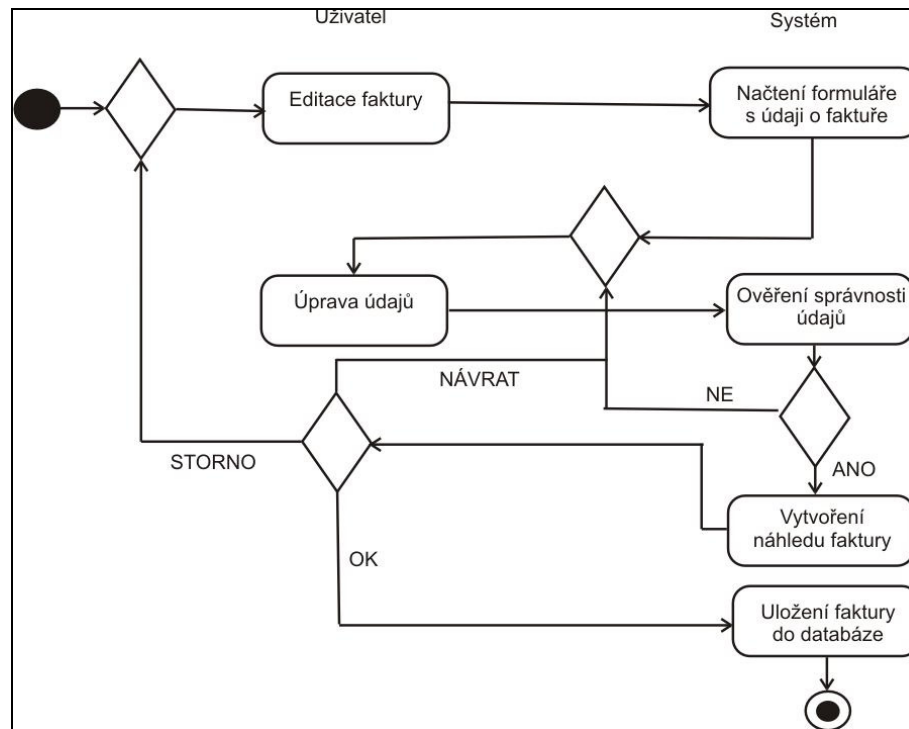 Uživatel
Systém
Editace faktury
Načtení formuláře
s údaji o faktuře
Úprava údajů
Ověření správnosti
údajů
NÁVRAT
NE
STORNO
ANO
Vytvoření
náhledu faktury
OK
Uložení faktury
do databáze